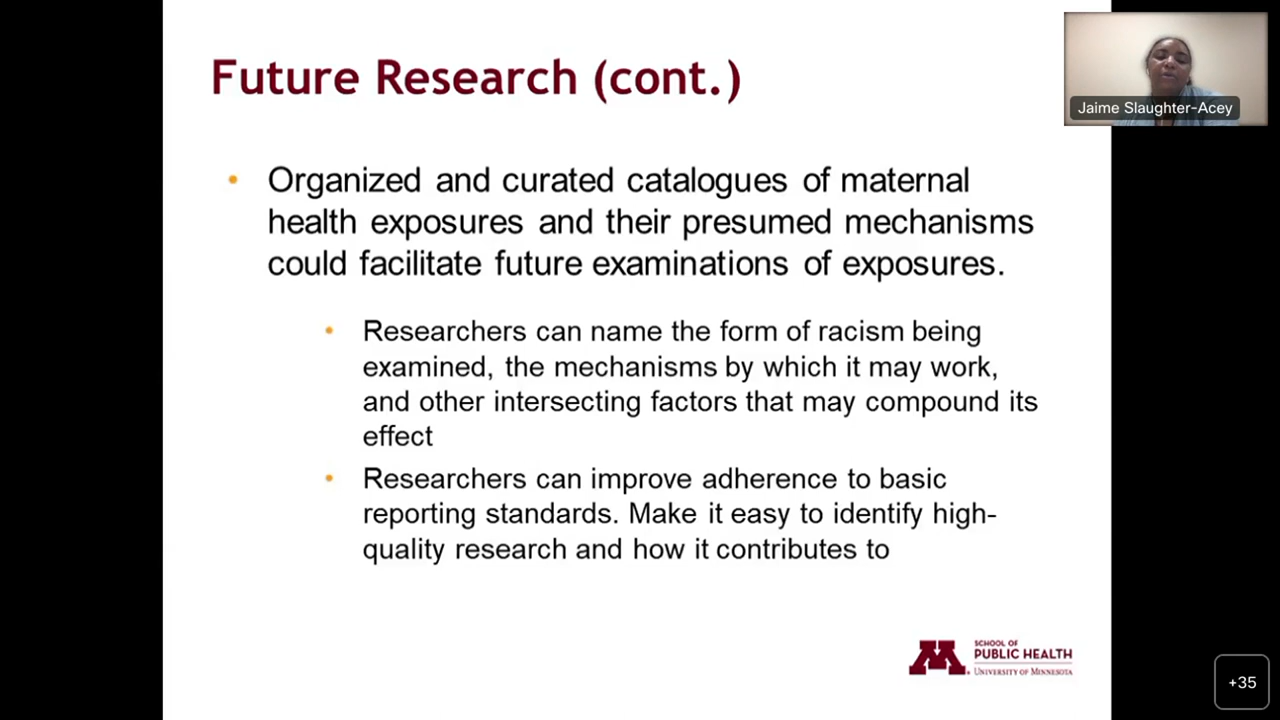 Future Research (cont.)
Jaime Slaughter-Acey
• Organized and curated catalogues of maternal
health exposures and their presumed mechanisms
could facilitate future examinations of exposures.
• Researchers can name the form of racism being
examined, the mechanisms by which it may work,
and other intersecting factors that may compound its
effect
• Researchers can improve adherence to basic
reporting standards. Make it easy to identify high-
quality research and how it contributes to
M
SCHOOL OF
PUBLIC HEALTH
UNIVERSITY OF MINNESOTA
+35